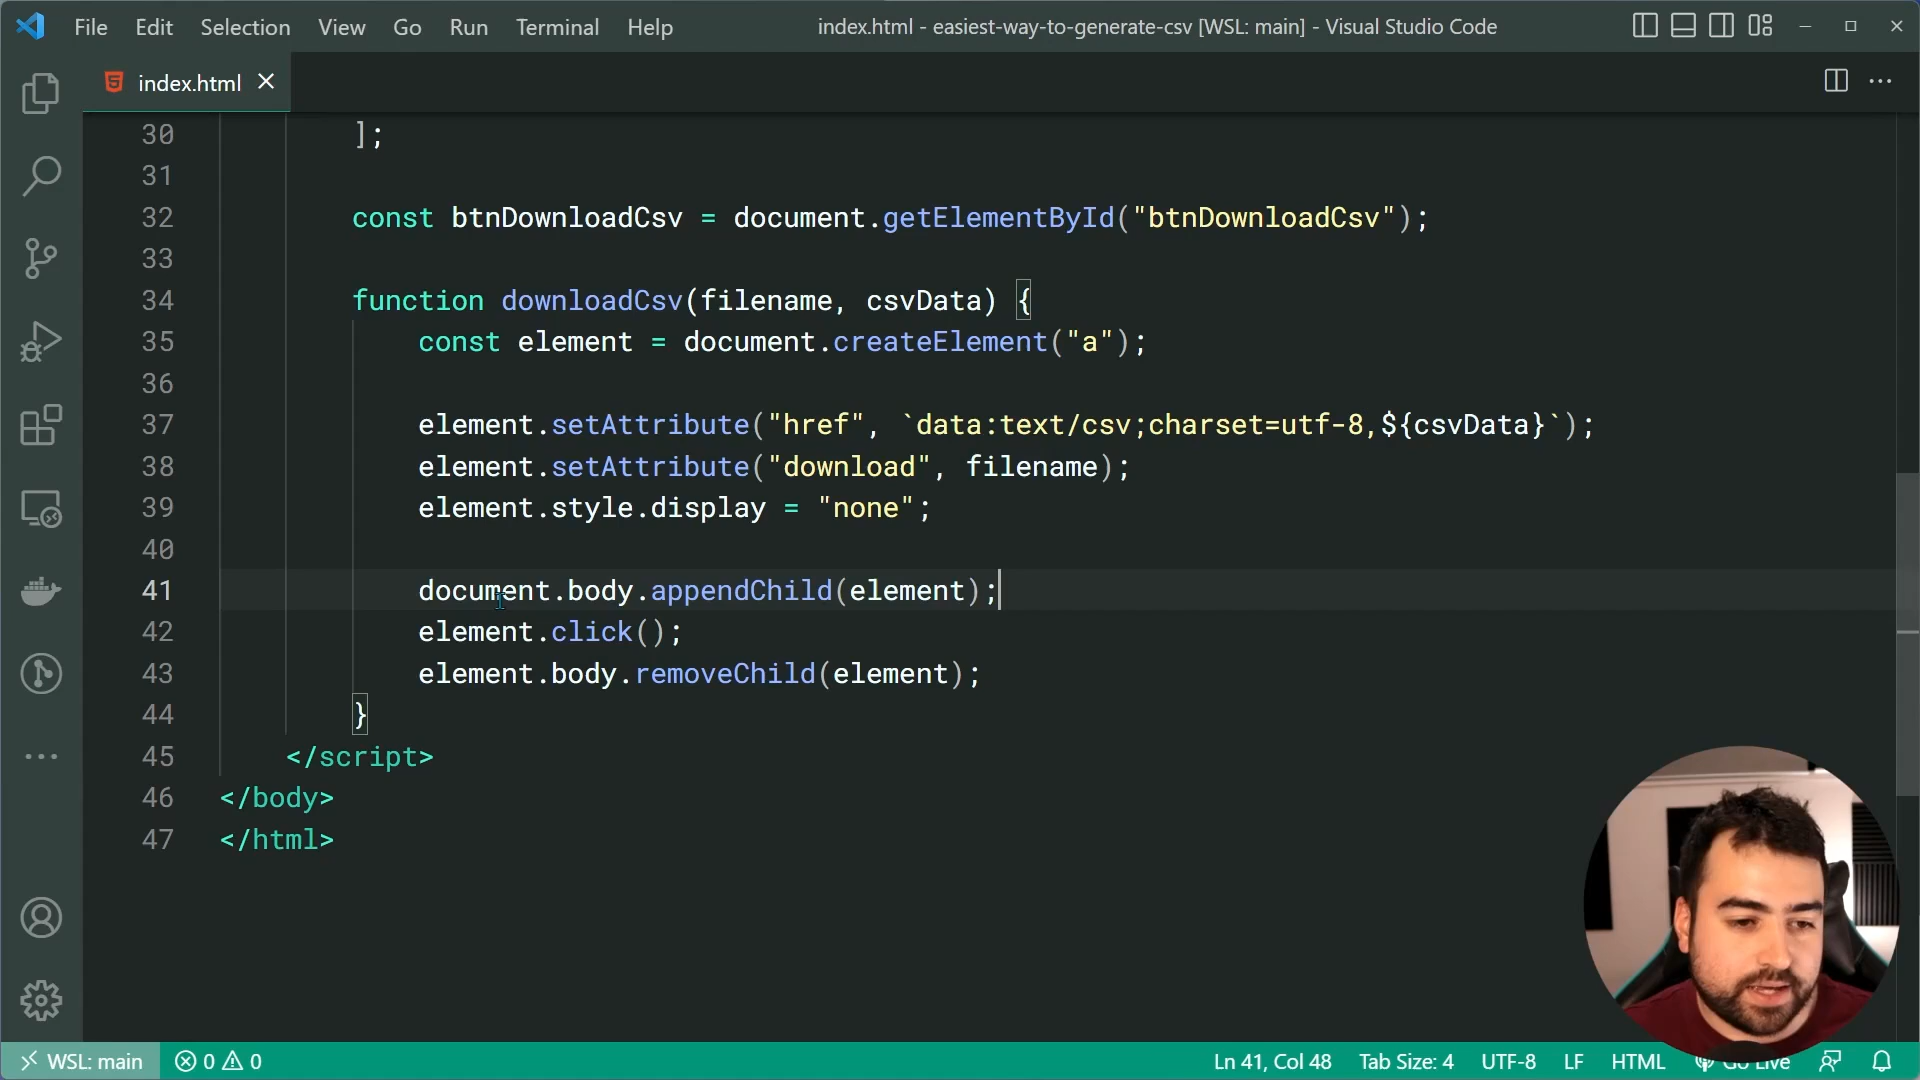 File Edit Selection View Go Run Terminal Help index.html - easiest-way-to-generate-csv [WSL: main] - Visual Studio Code
index.html
30 ];
31
32 const btnDownloadCsv = document.getElementById("btnDownloadCsv");
33
34 function downloadCsv(filename, csvData) {
35 const element = document.createElement("a");
36
37 element.setAttribute("href", `data:text/csv;charset=utf-8,${csvData}`);
38 element.setAttribute("download", filename);
39 element.style.display = "none";
40
41 document.body.appendChild(element);
42 element.click();
43 element.body.removeChild(element);
44 }
45 </script>
46 </body>
47 </html>
WSL: main 0 0 Ln 41, Col 48 Tab Size: 4 UTF-8 LF HTML Go Live